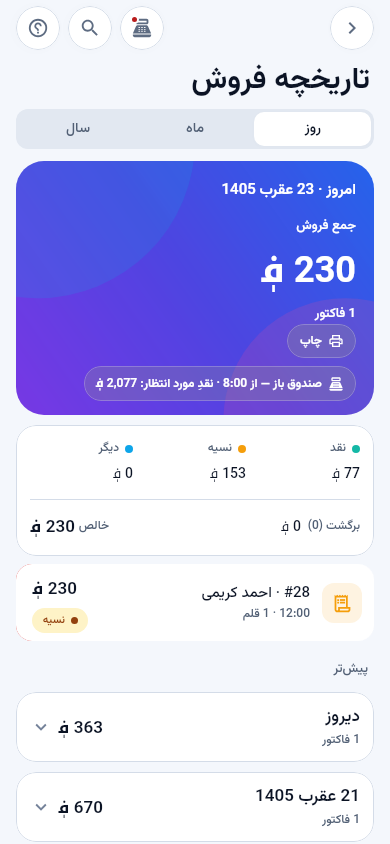 تاریخچه فروش
روز
ماه
سال
امروز · 23 عقرب 1405
جمع فروش
230 ؋
1 فاکتور
چاپ
صندوق باز — از 8:00 · نقدِ مورد انتظار: 2,077 ؋
نقد
نسیه
دیگر
77 ؋
153 ؋
0 ؋
برگشت (0) 0 ؋
خالص 230 ؋
#28 · احمد کریمی
230 ؋
12:00 · 1 قلم
نسیه
پیش‌تر
دیروز
1 فاکتور
363 ؋
21 عقرب 1405
1 فاکتور
670 ؋